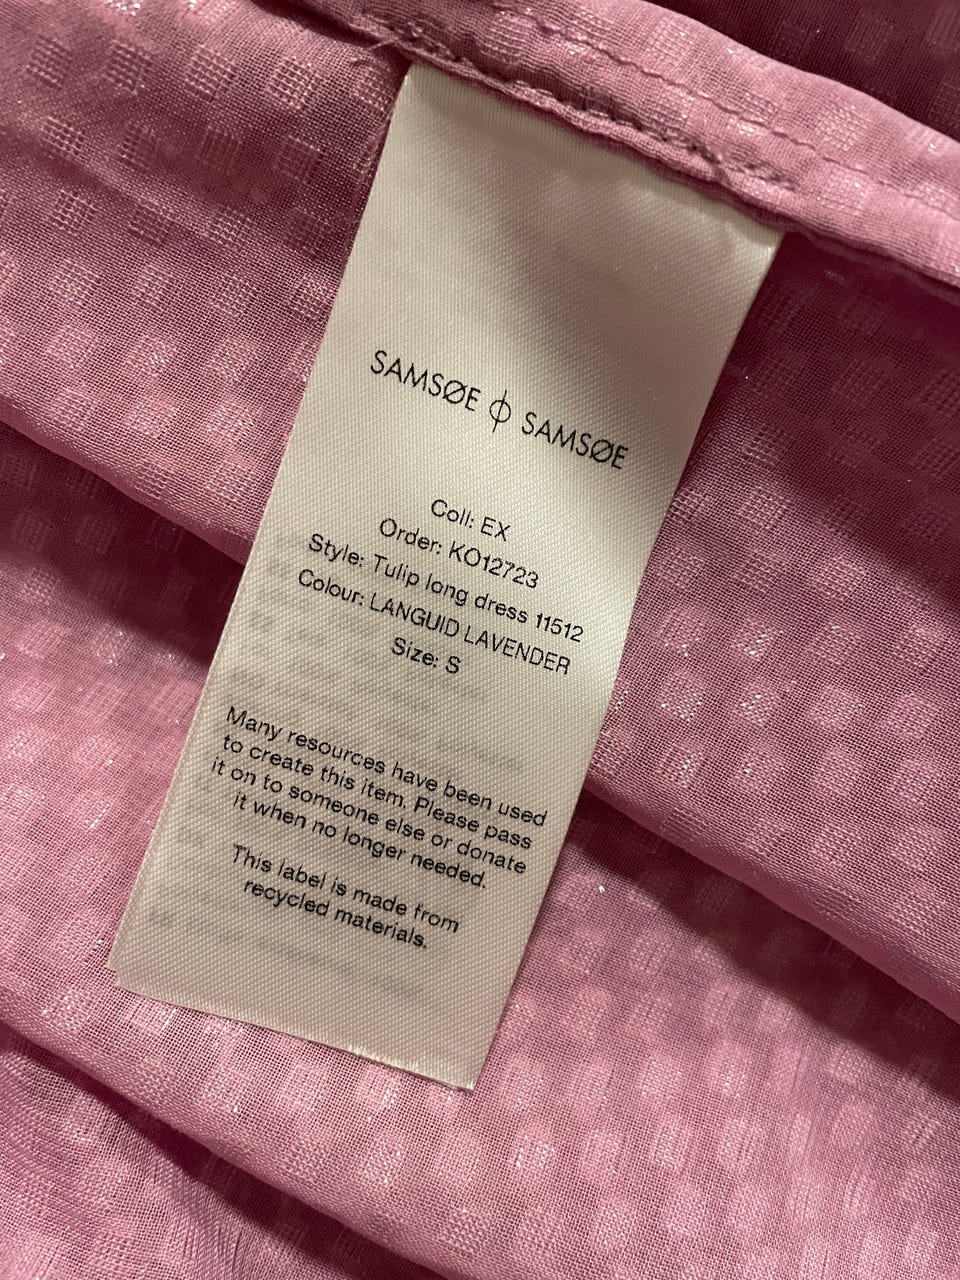 SAMSØE ϕ SAMSØE
Coll: EX
Order: KO12723
Style: Tulip long dress 11512
Colour: LANGUID LAVENDER
Size: S
Many resources have been used
to create this item. Please pass
it on to someone else or donate
it when no longer needed.
This label is made from
recycled materials.